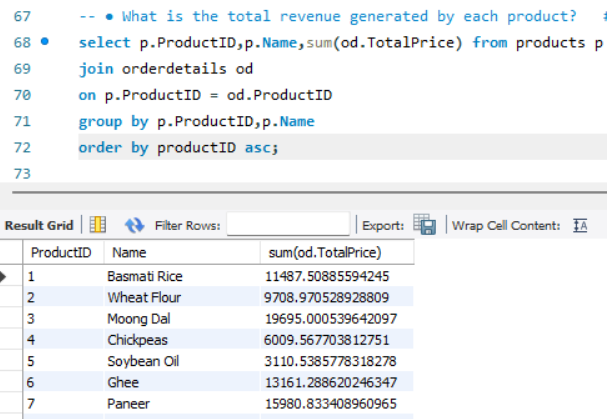 67 -- ● What is the total revenue generated by each product? #
68 select p.ProductID,p.Name,sum(od.TotalPrice) from products p
69 join orderdetails od
70 on p.ProductID = od.ProductID
71 group by p.ProductID,p.Name
72 order by productID asc;
73
Result Grid Filter Rows: Export: Wrap Cell Content: IA
ProductID Name sum(od.TotalPrice)
1 Basmati Rice 11487.50885594245
2 Wheat Flour 9708.970528928809
3 Moong Dal 19695.000539642097
4 Chickpeas 6009.567703812751
5 Soybean Oil 3110.5385778318278
6 Ghee 13161.288620246347
7 Paneer 15980.833408960965